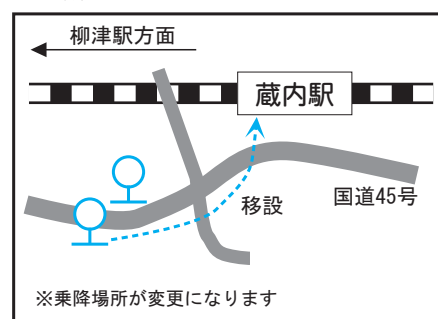 柳津駅方面
蔵内駅
移設
国道45号
※乗降場所が変更になります